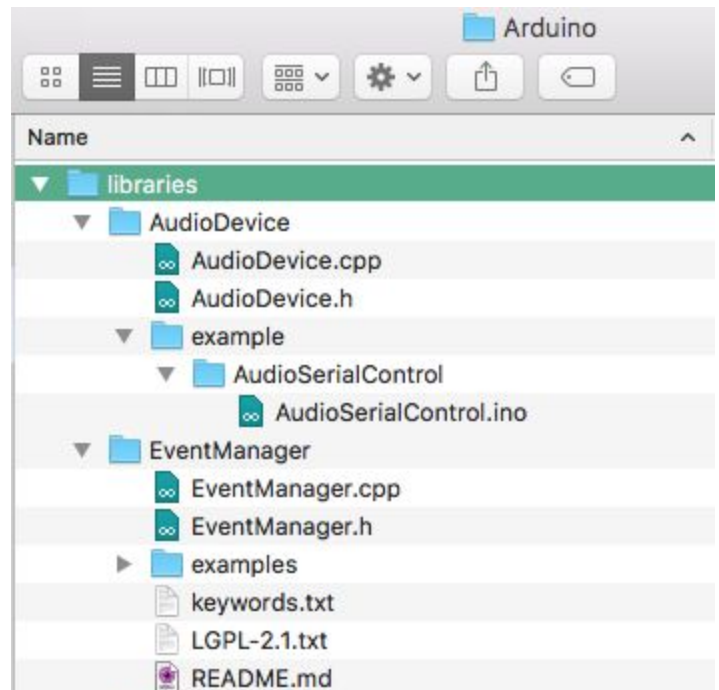 Arduino
Name
libraries
AudioDevice
AudioDevice.cpp
AudioDevice.h
example
AudioSerialControl
AudioSerialControl.ino
EventManager
EventManager.cpp
EventManager.h
examples
keywords.txt
LGPL-2.1.txt
README.md